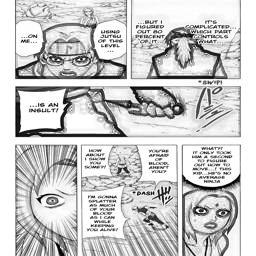 IT'S
COMPLICATED...
WHICH PART
CONTROLS
WHAT...
...BUT I
FIGURED
OUT 80
PERCENT
OF IT...
USING
JUTSU
OF THIS
LEVEL
...
...ON
ME...
*SWIP!*
...IS AN
INSULT!
WHAT?!
IT ONLY TOOK
HIM A SECOND
TO FIGURE
OUT HOW TO
MOVE...! THIS
KID... HE'S NO
AVERAGE
NINJA
YOU'RE
AFRAID OF
BLOOD,
AREN'T
YOU?
HOW
ABOUT I
SHOW YOU
SOME?!
*DASH
I'M GONNA
SPLATTER
AS MUCH
OF YOUR
BLOOD AS
I CAN
WHILE
KEEPING
YOU ALIVE!